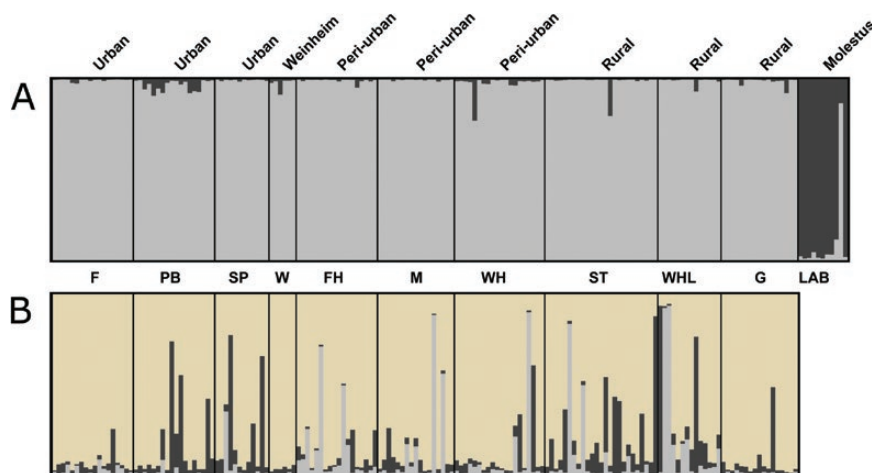 Urban Urban Urban Weinheim Peri-urban Peri-urban Peri-urban Rural Rural Rural Molestus
A
F PB SP W FH M WH ST WHL G LAB
B